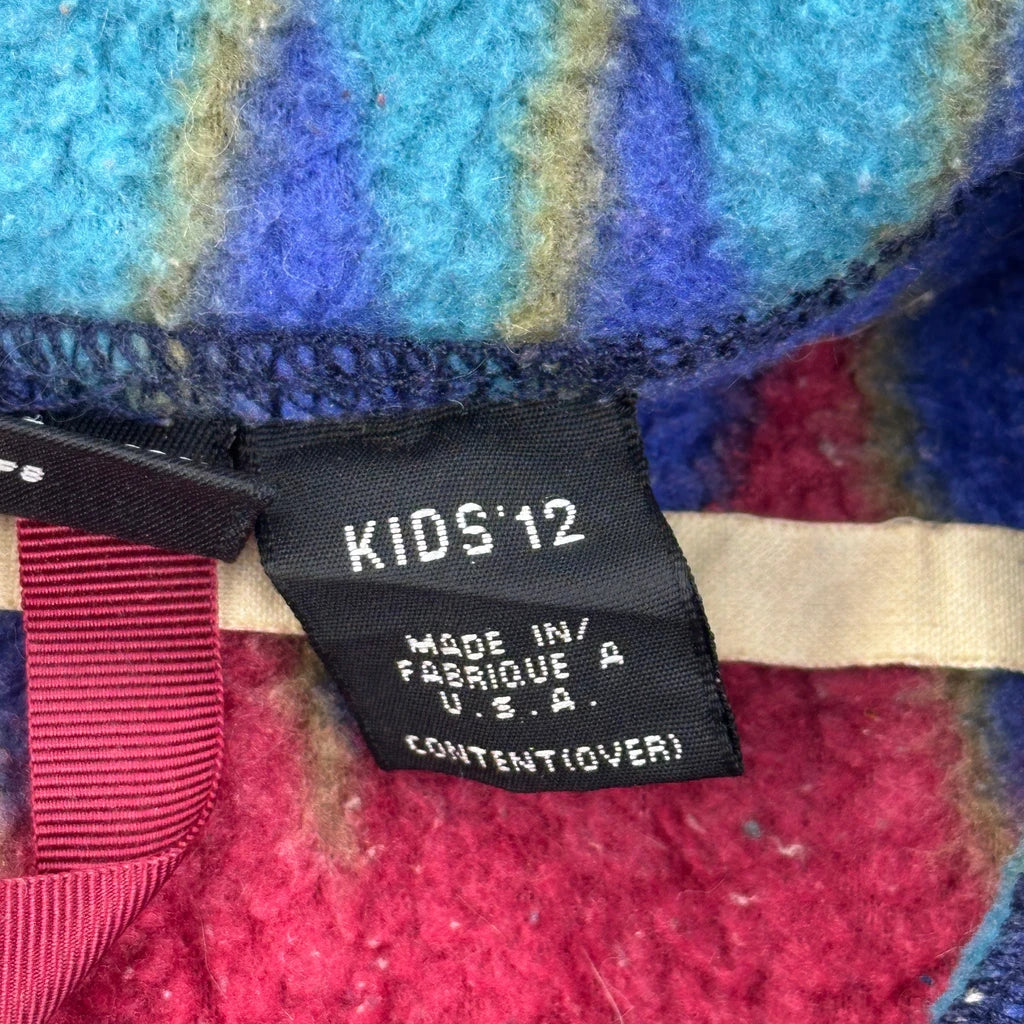 KIDS' 12
MADE IN/
FABRIQUE A
U.S.A.
CONTENT(OVER)